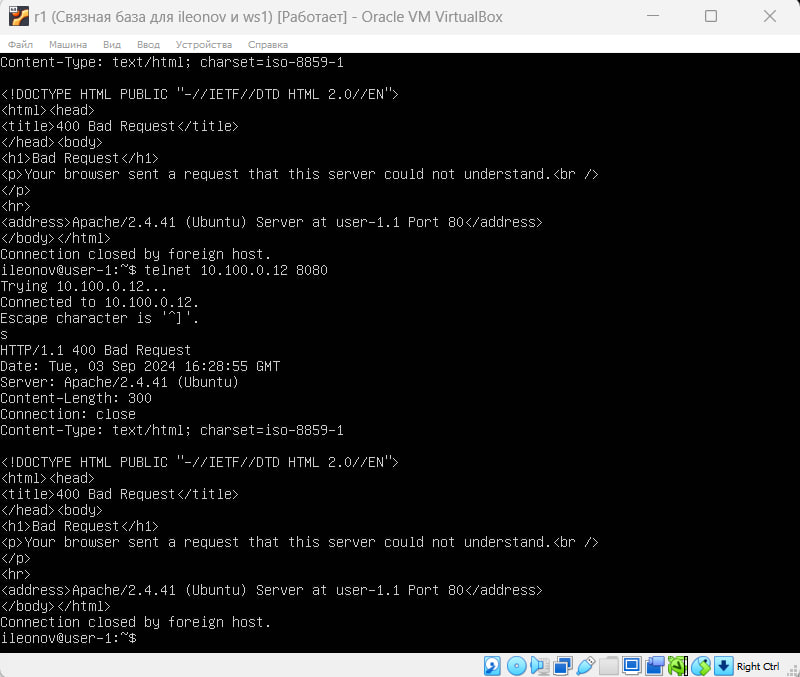 r1 (Связная база для ileonov и ws1) [Работает] - Oracle VM VirtualBox
Файл Машина Вид Ввод Устройства Справка
Content-Type: text/html; charset=iso-8859-1
<!DOCTYPE HTML PUBLIC "-//IETF//DTD HTML 2.0//EN">
<html><head>
<title>400 Bad Request</title>
</head><body>
<h1>Bad Request</h1>
<p>Your browser sent a request that this server could not understand.<br />
</p>
<hr>
<address>Apache/2.4.41 (Ubuntu) Server at user-1.1 Port 80</address>
</body></html>
Connection closed by foreign host.
ileonov@user-1:~$ telnet 10.100.0.12 8080
Trying 10.100.0.12...
Connected to 10.100.0.12.
Escape character is '^]'.
s
HTTP/1.1 400 Bad Request
Date: Tue, 03 Sep 2024 16:28:55 GMT
Server: Apache/2.4.41 (Ubuntu)
Content-Length: 300
Connection: close
Content-Type: text/html; charset=iso-8859-1
<!DOCTYPE HTML PUBLIC "-//IETF//DTD HTML 2.0//EN">
<html><head>
<title>400 Bad Request</title>
</head><body>
<h1>Bad Request</h1>
<p>Your browser sent a request that this server could not understand.<br />
</p>
<hr>
<address>Apache/2.4.41 (Ubuntu) Server at user-1.1 Port 80</address>
</body></html>
Connection closed by foreign host.
ileonov@user-1:~$
Right Ctrl